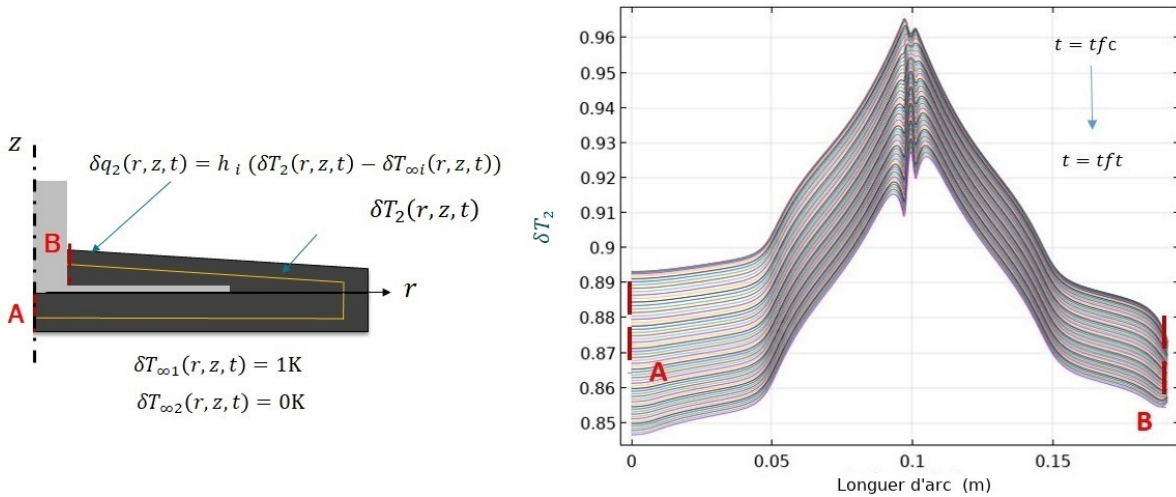 z
δq₂(r, z, t) = h ᵢ (δT₂(r, z, t) − δT∞ᵢ(r, z, t))
δT₂(r, z, t)
B
r
A
δT∞₁(r, z, t) = 1K
δT∞₂(r, z, t) = 0K
0.96
0.95
0.94
0.93
0.92
0.91
0.9
0.89
0.88
0.87
0.86
0.85
δT₂
t = tfc
t = tft
A
B
0
0.05
0.1
0.15
Longuer d'arc (m)